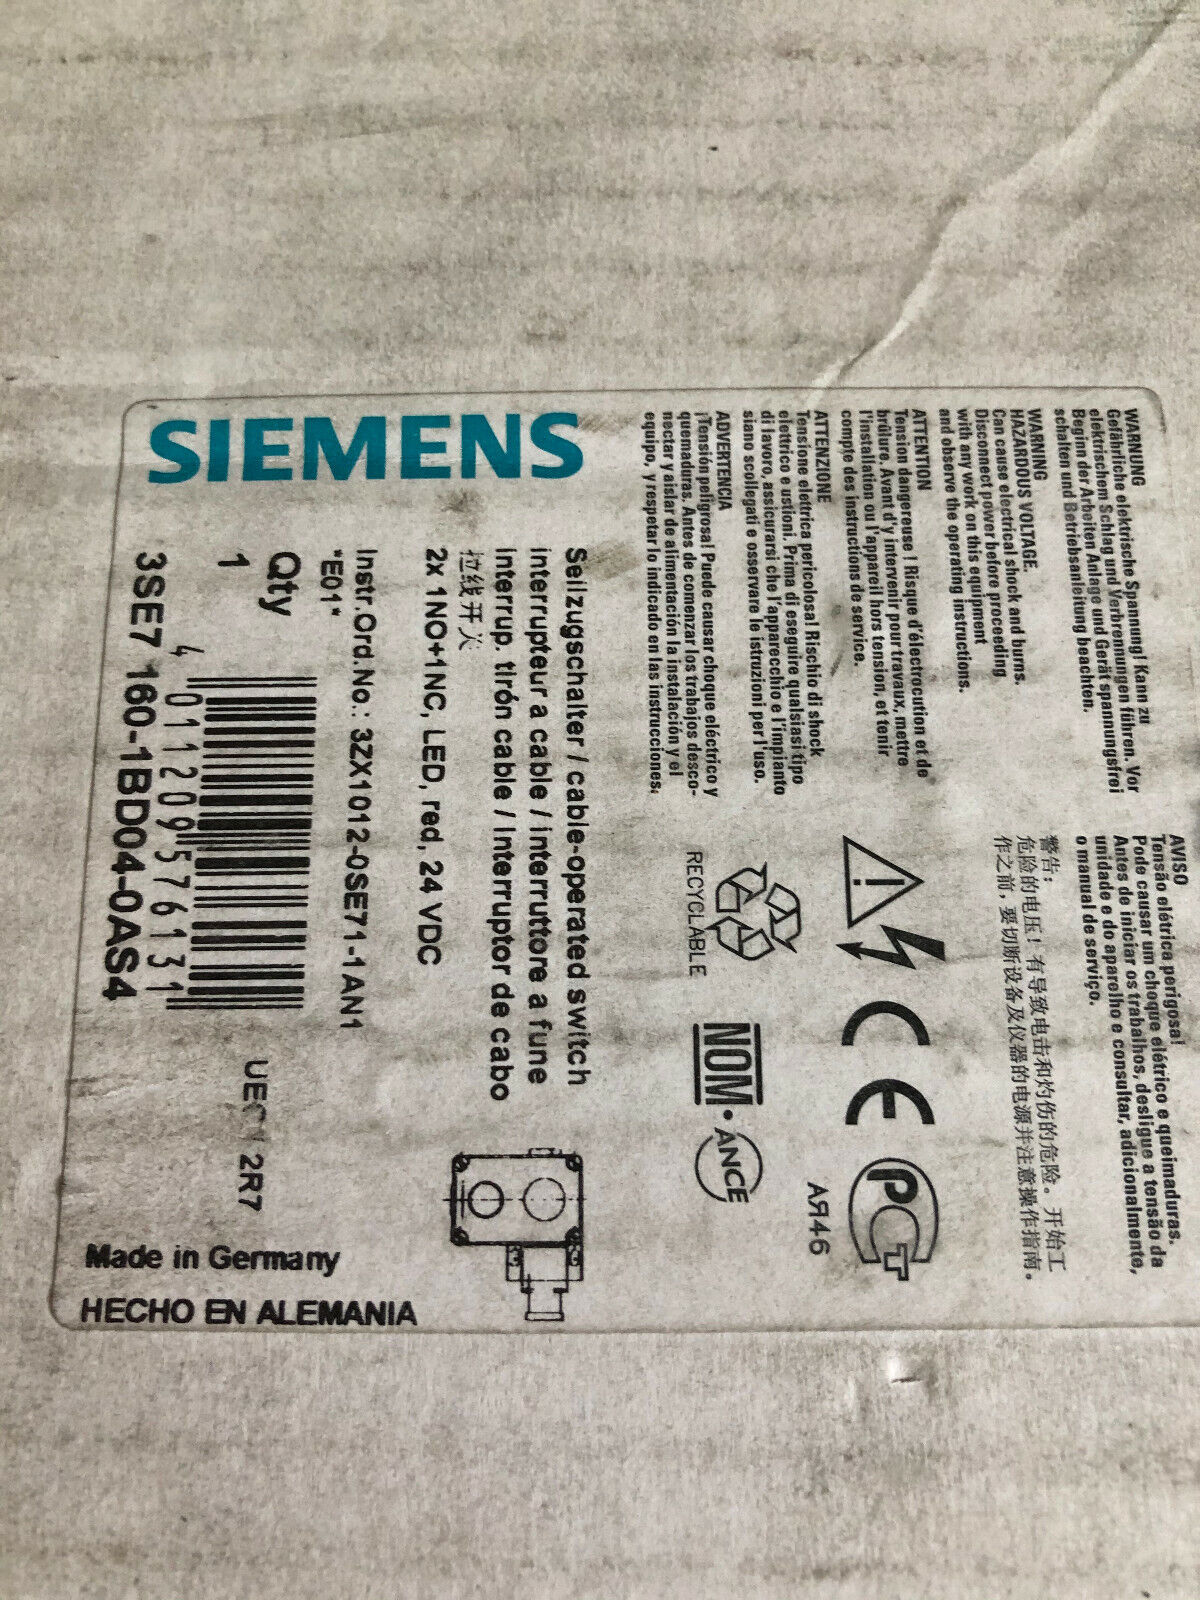 SIEMENS
Seilzugschalter / cable-operated switch
interrupteur a cable / interruttore a fune
Interrup. tirón cable / Interruptor de cabo
拉线开关
2x 1NO+1NC, LED, red, 24 VDC
Instr.Ord.No.: 3ZX1012-0SE71-1AN1
*E01*
Qty
1
4 011209 576131
3SE7 160-1BD04-0AS4
2R7
Made in Germany
HECHO EN ALEMANIA
WARNUNG
Gefährliche elektrische Spannung! Kann zu
elektrischem Schlag und Verbrennungen führen. Vor
Beginn der Arbeiten Anlage und Gerät spannungsfrei
schalten und Betriebsanleitung beachten.
WARNING
HAZARDOUS VOLTAGE.
Can cause electrical shock and burns.
Disconnect power before proceeding
with any work on this equipment
and observe the operating instructions.
ATTENTION
Tension dangereuse ! Risque d'électrocution et de
brûlure. Avant d'y intervenir pour travaux, mettre
l'installation ou l'appareil hors tension, et tenir
compte des instructions de service.
ATTENZIONE
Tensione elettrica pericolosa! Rischio di shock
elettrico e ustioni. Prima di eseguire qualsiasi tipo
di lavoro, assicurarsi che l'apparecchio e l'impianto
siano scollegati e osservare le istruzioni per l'uso.
ADVERTENCIA
¡Tensión peligrosa! Puede causar choque eléctrico y
quemaduras. Antes de comenzar los trabajos desco-
nectar y aislar de alimentación la instalación y el
equipo, y respetar lo indicado en las instrucciones.
AVISO
Tensão elétrica perigosa!
Pode causar um choque elétrico e queimaduras.
Antes de iniciar os trabalhos, desligue a tensão da
unidade e do aparelho e consultar, adicionalmente,
o manual de serviço.
警告：
危险的电压！有导致电击和灼伤的危险。开始工
作之前，要切断设备及仪器的电源并注意操作指南。
CE
PCT
АЯ46
RECYCLABLE
NOM • ANCE